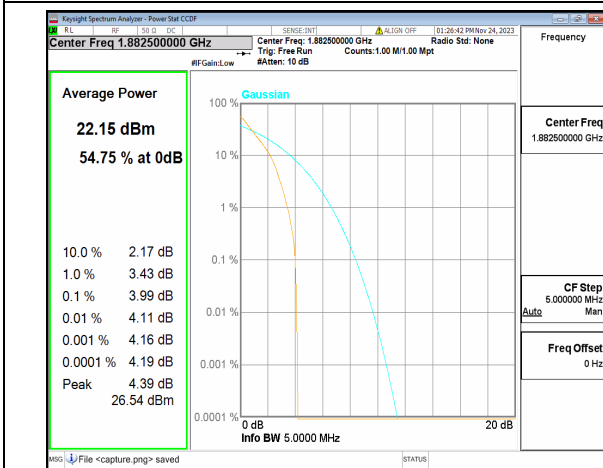 Keysight Spectrum Analyzer - Power Stat CCDF
RL RF 50 Ω DC SENSE:INT ALIGN OFF 01:26:42 PM Nov 24, 2023
Center Freq 1.882500000 GHz
Center Freq: 1.882500000 GHz Radio Std: None
Trig: Free Run Counts:1.00 M/1.00 Mpt
#IFGain:Low #Atten: 10 dB
Frequency
Average Power
22.15 dBm
54.75 % at 0dB
10.0 % 2.17 dB
1.0 % 3.43 dB
0.1 % 3.99 dB
0.01 % 4.11 dB
0.001 % 4.16 dB
0.0001 % 4.19 dB
Peak 4.39 dB
26.54 dBm
Gaussian
100 %
10 %
1 %
0.1 %
0.01 %
0.001 %
0.0001 %
0 dB 20 dB
Info BW 5.0000 MHz
Center Freq
1.882500000 GHz
CF Step
5.000000 MHz
Auto Man
Freq Offset
0 Hz
MSG File <capture.png> saved STATUS